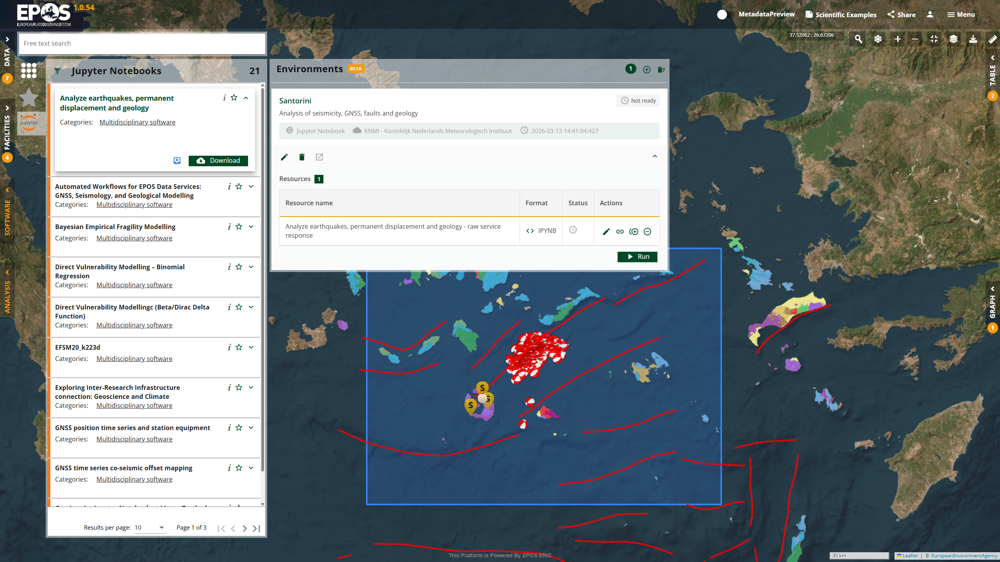 EPOS 1.0.54
EUROPEANPLATEOBSERVINGSYSTEM
MetadataPreview
Scientific Examples
Share
Menu
37.52062 : 26.67206
Free text search
DATA
7
FACILITIES
4
SOFTWARE
ANALYSIS
jupyter
Jupyter Notebooks 21
Analyze earthquakes, permanent
displacement and geology
Categories: Multidisciplinary software
Download
Automated Workflows for EPOS Data Services:
GNSS, Seismology, and Geological Modelling
Categories: Multidisciplinary software
Bayesian Empirical Fragility Modelling
Categories: Multidisciplinary software
Direct Vulnerability Modelling – Binomial
Regression
Categories: Multidisciplinary software
Direct Vulnerability Modellingc (Beta/Dirac Delta
Function)
Categories: Multidisciplinary software
EFSM20_k223d
Categories: Multidisciplinary software
Exploring Inter-Research Infrastructure
connection: Geoscience and Climate
Categories: Multidisciplinary software
GNSS position time series and station equipment
Categories: Multidisciplinary software
GNSS time series co-seismic offset mapping
Categories: Multidisciplinary software
Results per page: 10 Page 1 of 3
Environments BETA 1
Santorini
Not ready
Analysis of seismicity, GNSS, faults and geology
Jupyter Notebook KNMI - Koninklijk Nederlands Meteorologisch Instituut 2026-03-13 14:41:04:427
Resources 1
Resource name Format Status Actions
Analyze earthquakes, permanent displacement and geology - raw service
response
IPYNB
Run
S
S
S
TABLE
2
GRAPH
1
This Platform is Powered By EPOS ERIC
30 km
Leaflet | © EuropeanEnvironmentAgency